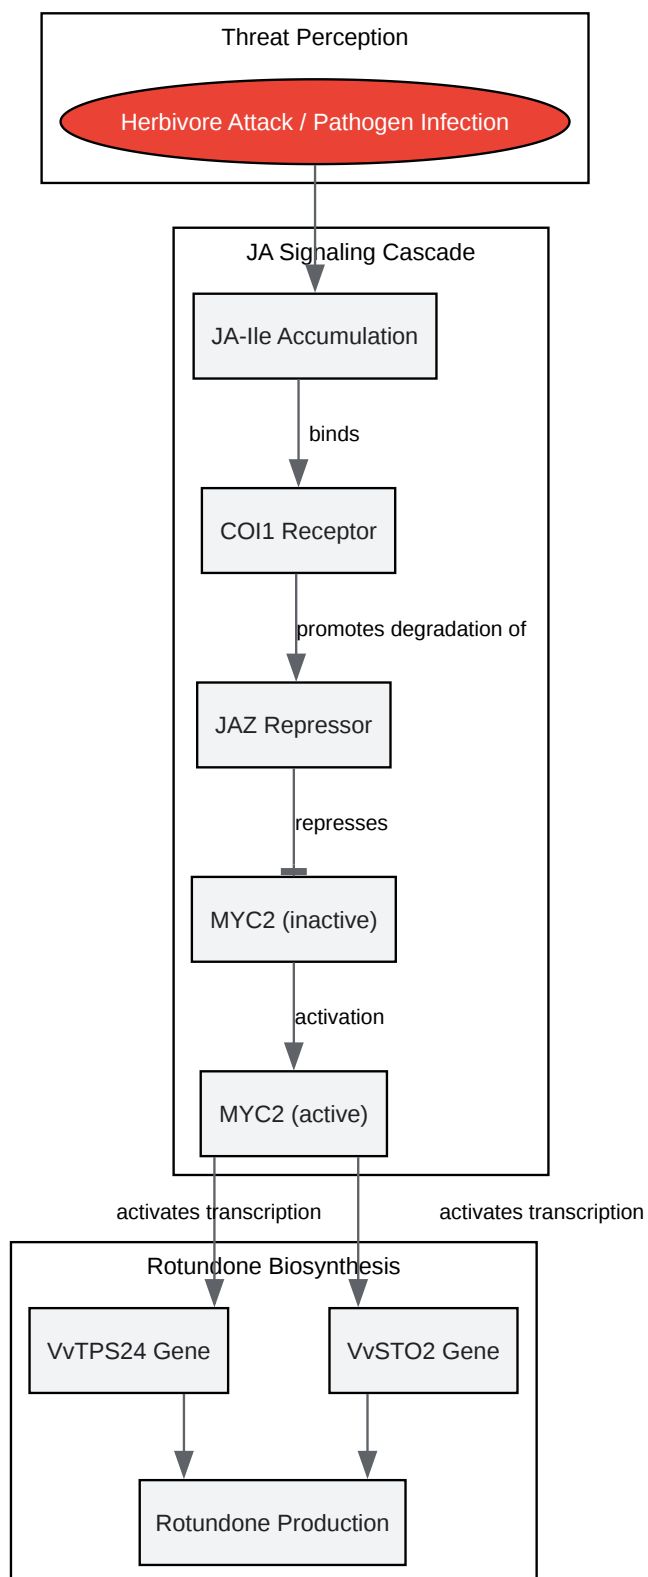 Threat Perception
Herbivore Attack / Pathogen Infection
JA Signaling Cascade
JA-Ile Accumulation
binds
COI1 Receptor
promotes degradation of
JAZ Repressor
represses
MYC2 (inactive)
activation
MYC2 (active)
activates transcription
activates transcription
Rotundone Biosynthesis
VvTPS24 Gene
VvSTO2 Gene
Rotundone Production